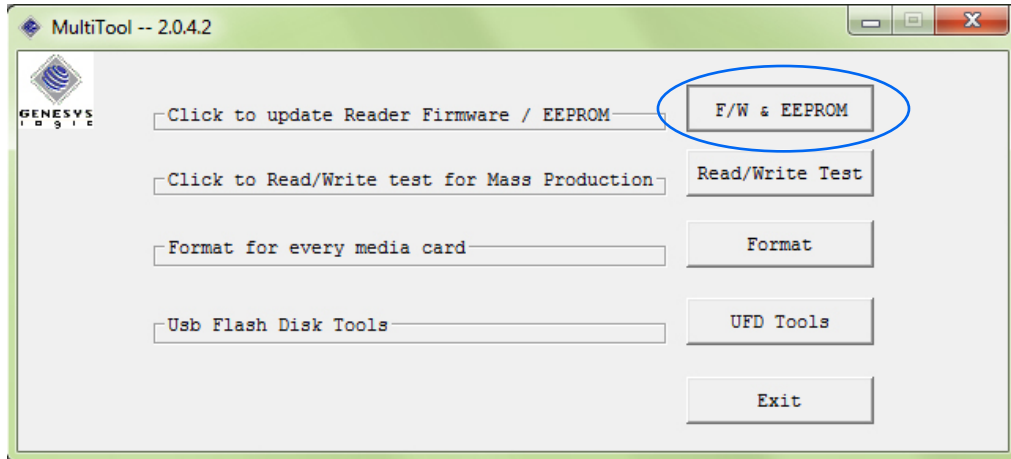 MultiTool -- 2.0.4.2
GENESYS
logic
Click to update Reader Firmware / EEPROM
F/W & EEPROM
Click to Read/Write test for Mass Production
Read/Write Test
Format for every media card
Format
Usb Flash Disk Tools
UFD Tools
Exit